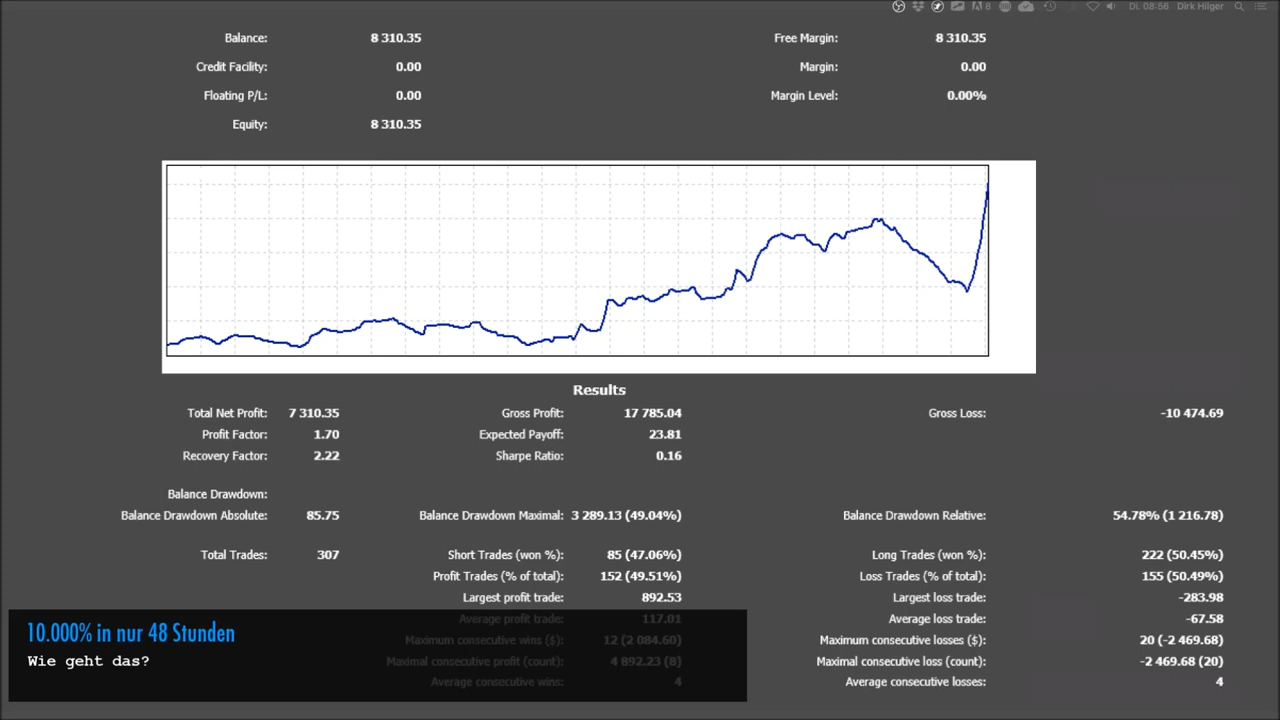 8 Di. 08:56 Dirk Hilger
Balance: 8 310.35 Free Margin: 8 310.35
Credit Facility: 0.00 Margin: 0.00
Floating P/L: 0.00 Margin Level: 0.00%
Equity: 8 310.35
Results
Total Net Profit: 7 310.35 Gross Profit: 17 785.04 Gross Loss: -10 474.69
Profit Factor: 1.70 Expected Payoff: 23.81
Recovery Factor: 2.22 Sharpe Ratio: 0.16
Balance Drawdown:
Balance Drawdown Absolute: 85.75 Balance Drawdown Maximal: 3 289.13 (49.04%) Balance Drawdown Relative: 54.78% (1 216.78)
Total Trades: 307 Short Trades (won %): 85 (47.06%) Long Trades (won %): 222 (50.45%)
Profit Trades (% of total): 152 (49.51%) Loss Trades (% of total): 155 (50.49%)
Largest profit trade: 892.53 Largest loss trade: -283.98
Average profit trade: 117.01 Average loss trade: -67.58
Maximum consecutive wins ($): 12 (2 084.60) Maximum consecutive losses ($): 20 (-2 469.68)
Maximal consecutive profit (count): 4 892.23 (8) Maximal consecutive loss (count): -2 469.68 (20)
Average consecutive wins: 4 Average consecutive losses: 4
10.000% in nur 48 Stunden
Wie geht das?